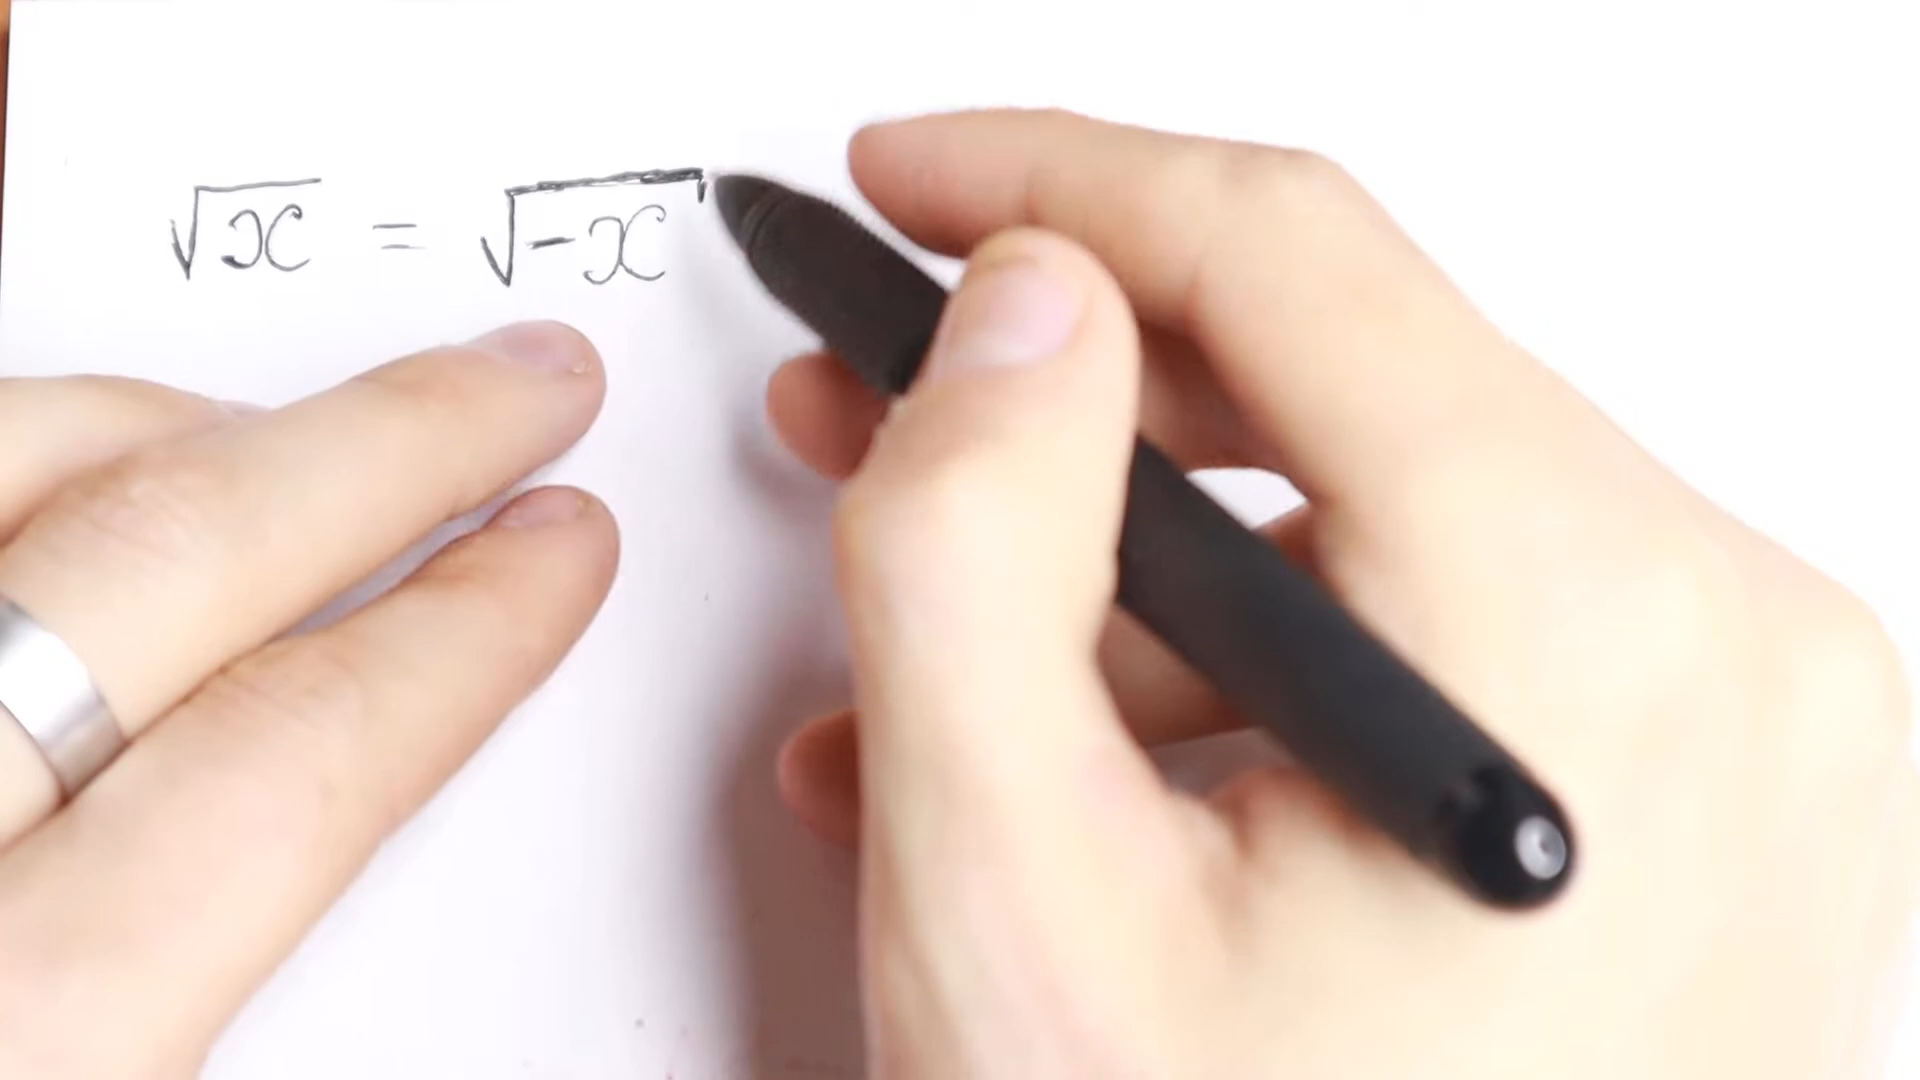 √x = √-x